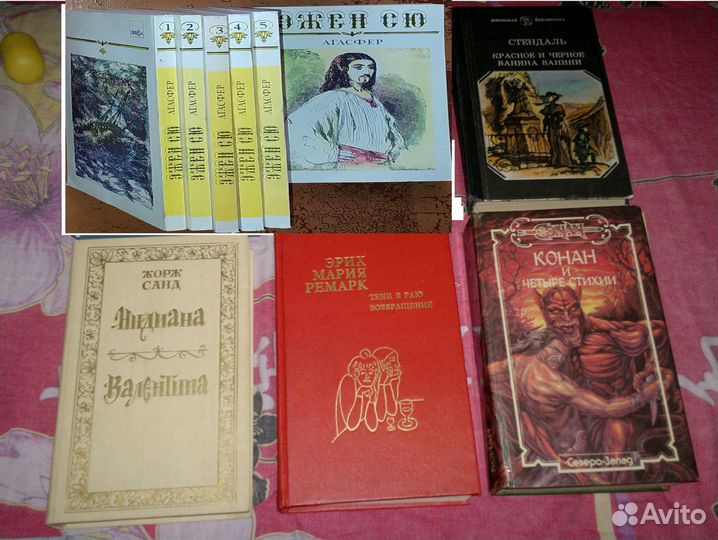 1 2 3 4 5
АГАСФЕР АГАСФЕР АГАСФЕР АГАСФЕР АГАСФЕР
ЭЖЕН СЮ ЭЖЕН СЮ ЭЖЕН СЮ ЭЖЕН СЮ ЭЖЕН СЮ
ЭЖЕН СЮ
АГАСФЕР
ШКОЛЬНАЯ БИБЛИОТЕКА
СТЕНДАЛЬ
КРАСНОЕ И ЧЕРНОЕ
ВАНИНА ВАНИНИ
ЖОРЖ
САНД
Индиана
Валентина
ЭРИХ
МАРИЯ
РЕМАРК
ТЕНИ В РАЮ
ВОЗВРАЩЕНИЕ
CONAN
КОНАН
И
ЧЕТЫРЕ СТИХИИ
Северо-Запад
Avito